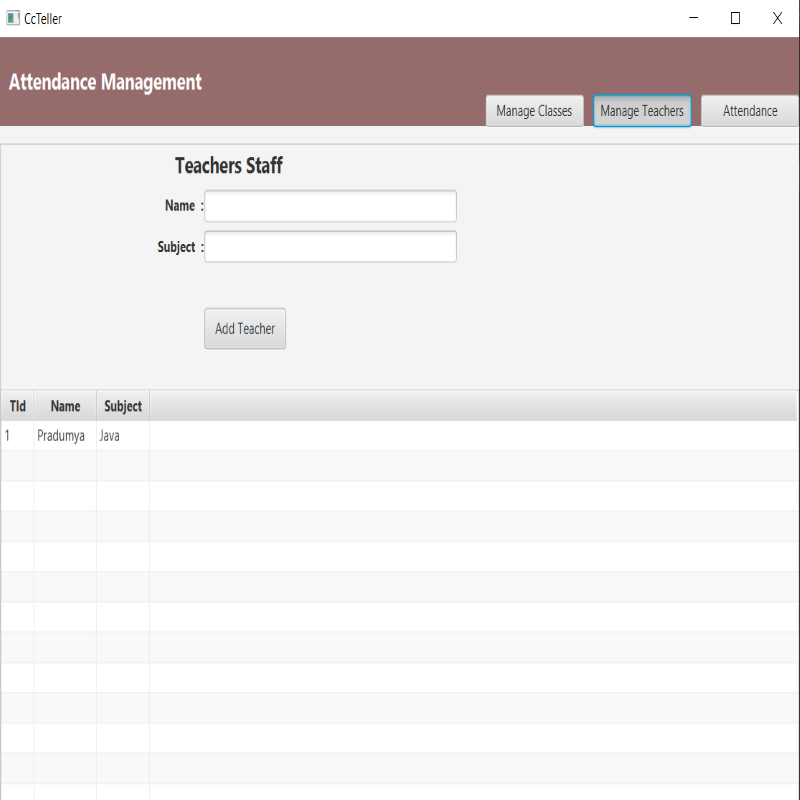 CcTeller
Attendance Management
Manage Classes Manage Teachers Attendance
Teachers Staff
Name :
Subject :
Add Teacher
TId Name Subject
1 Pradumya Java